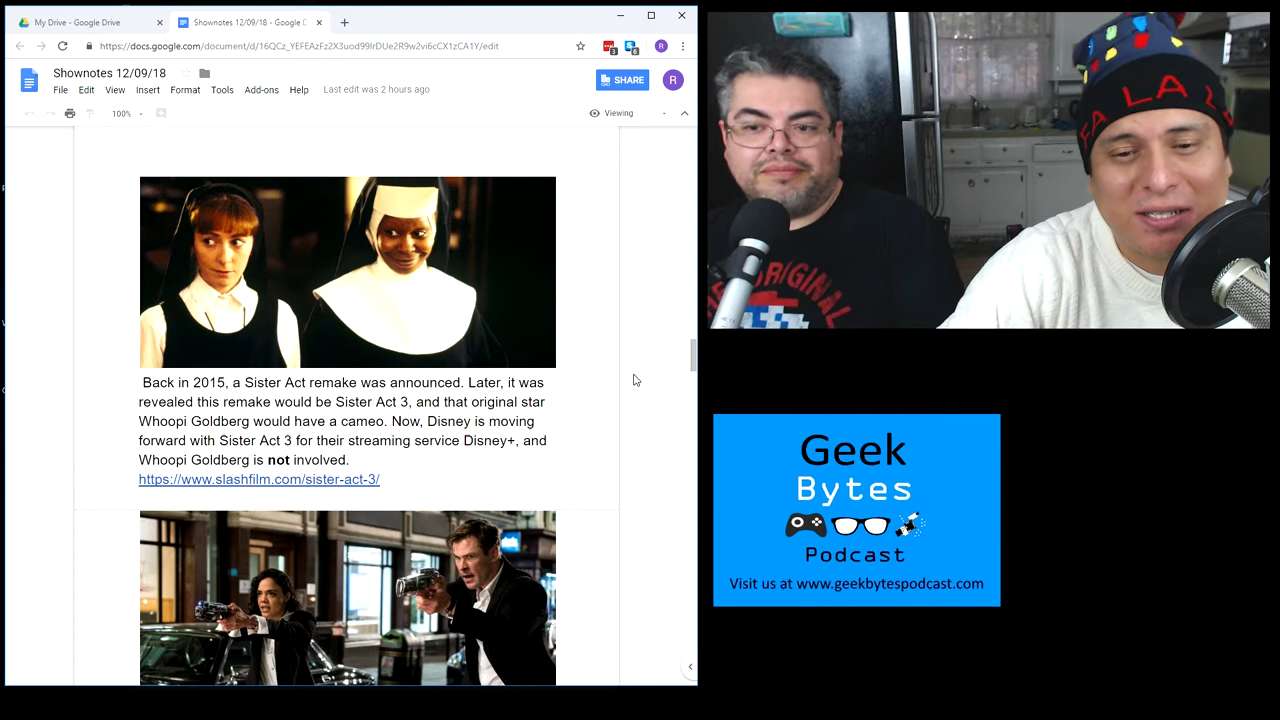 My Drive - Google Drive
Shownotes 12/09/18 - Google D
https://docs.google.com/document/d/16QCz_YEFEAzFz2X3uod99IrDUe2R9w2vi6cCX1zCA1Y/edit
3
6
R
Shownotes 12/09/18
File Edit View Insert Format Tools Add-ons Help Last edit was 2 hours ago
SHARE
R
100%
Viewing
Back in 2015, a Sister Act remake was announced. Later, it was
revealed this remake would be Sister Act 3, and that original star
Whoopi Goldberg would have a cameo. Now, Disney is moving
forward with Sister Act 3 for their streaming service Disney+, and
Whoopi Goldberg is not involved.
https://www.slashfilm.com/sister-act-3/
FA LA L
ORIGINAL
Geek
Bytes
Podcast
Visit us at www.geekbytespodcast.com